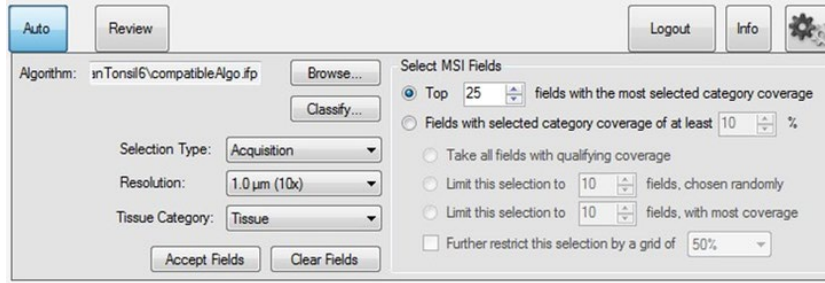 Auto Review Logout Info
Algorithm: anTonsil6\compatibleAlgo.ifp Browse...
Classify...
Selection Type: Acquisition
Resolution: 1.0 µm (10x)
Tissue Category: Tissue
Accept Fields Clear Fields
Select MSI Fields
Top 25 fields with the most selected category coverage
Fields with selected category coverage of at least 10 %
Take all fields with qualifying coverage
Limit this selection to 10 fields, chosen randomly
Limit this selection to 10 fields, with most coverage
Further restrict this selection by a grid of 50%